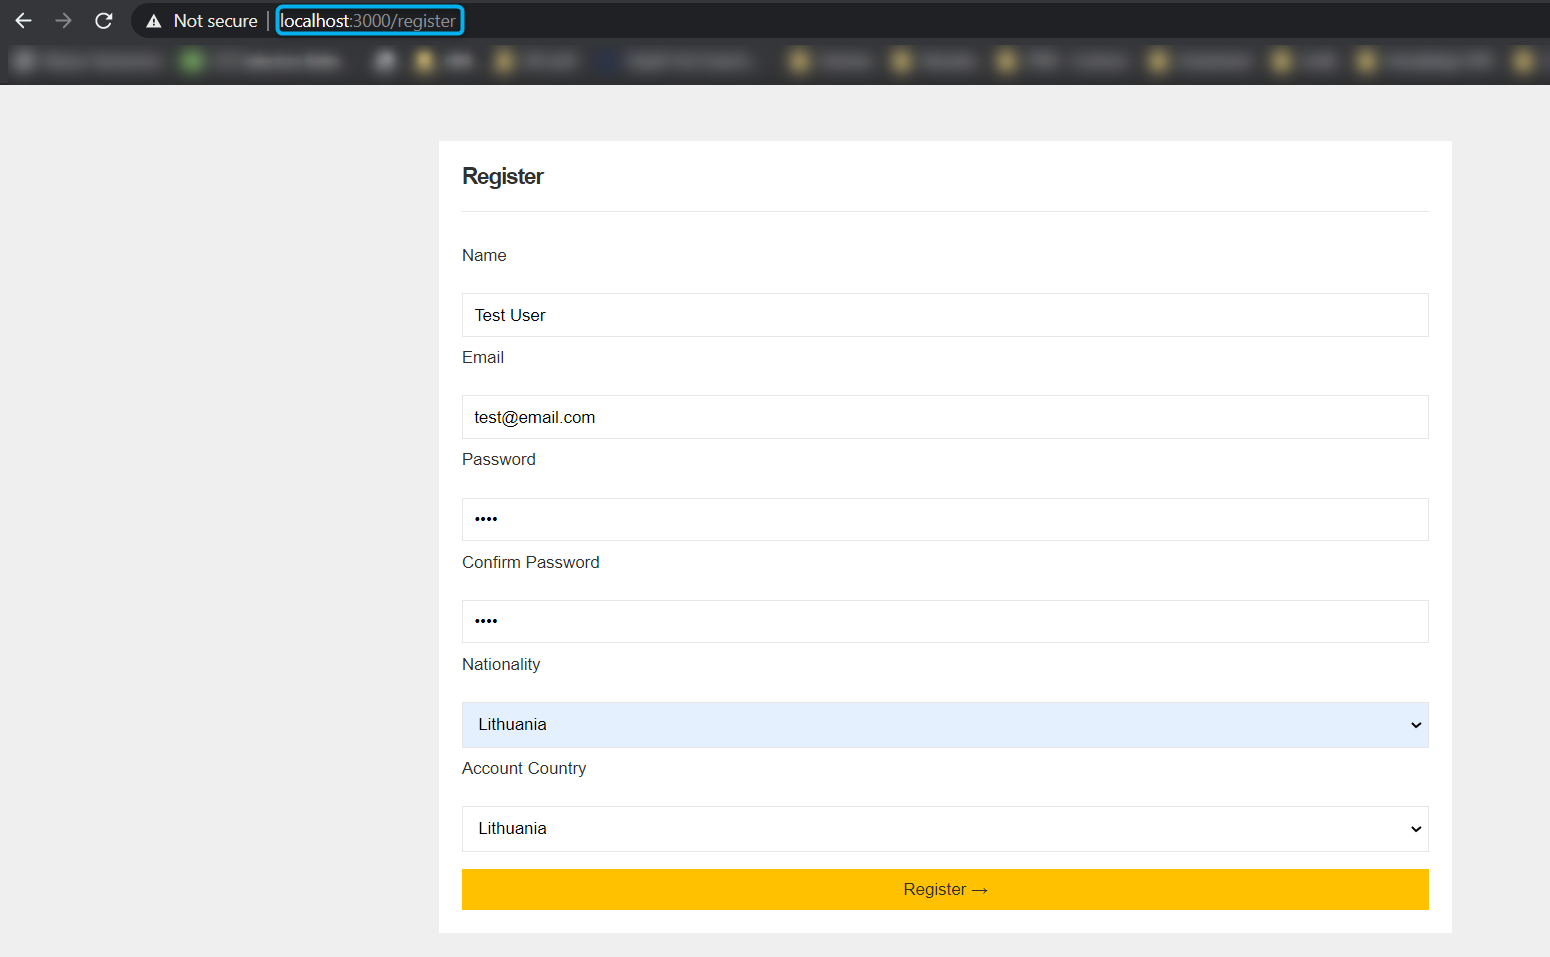 Not secure | localhost:3000/register
Register
Name
Test User
Email
test@email.com
Password
••••
Confirm Password
••••
Nationality
Lithuania
Account Country
Lithuania
Register →